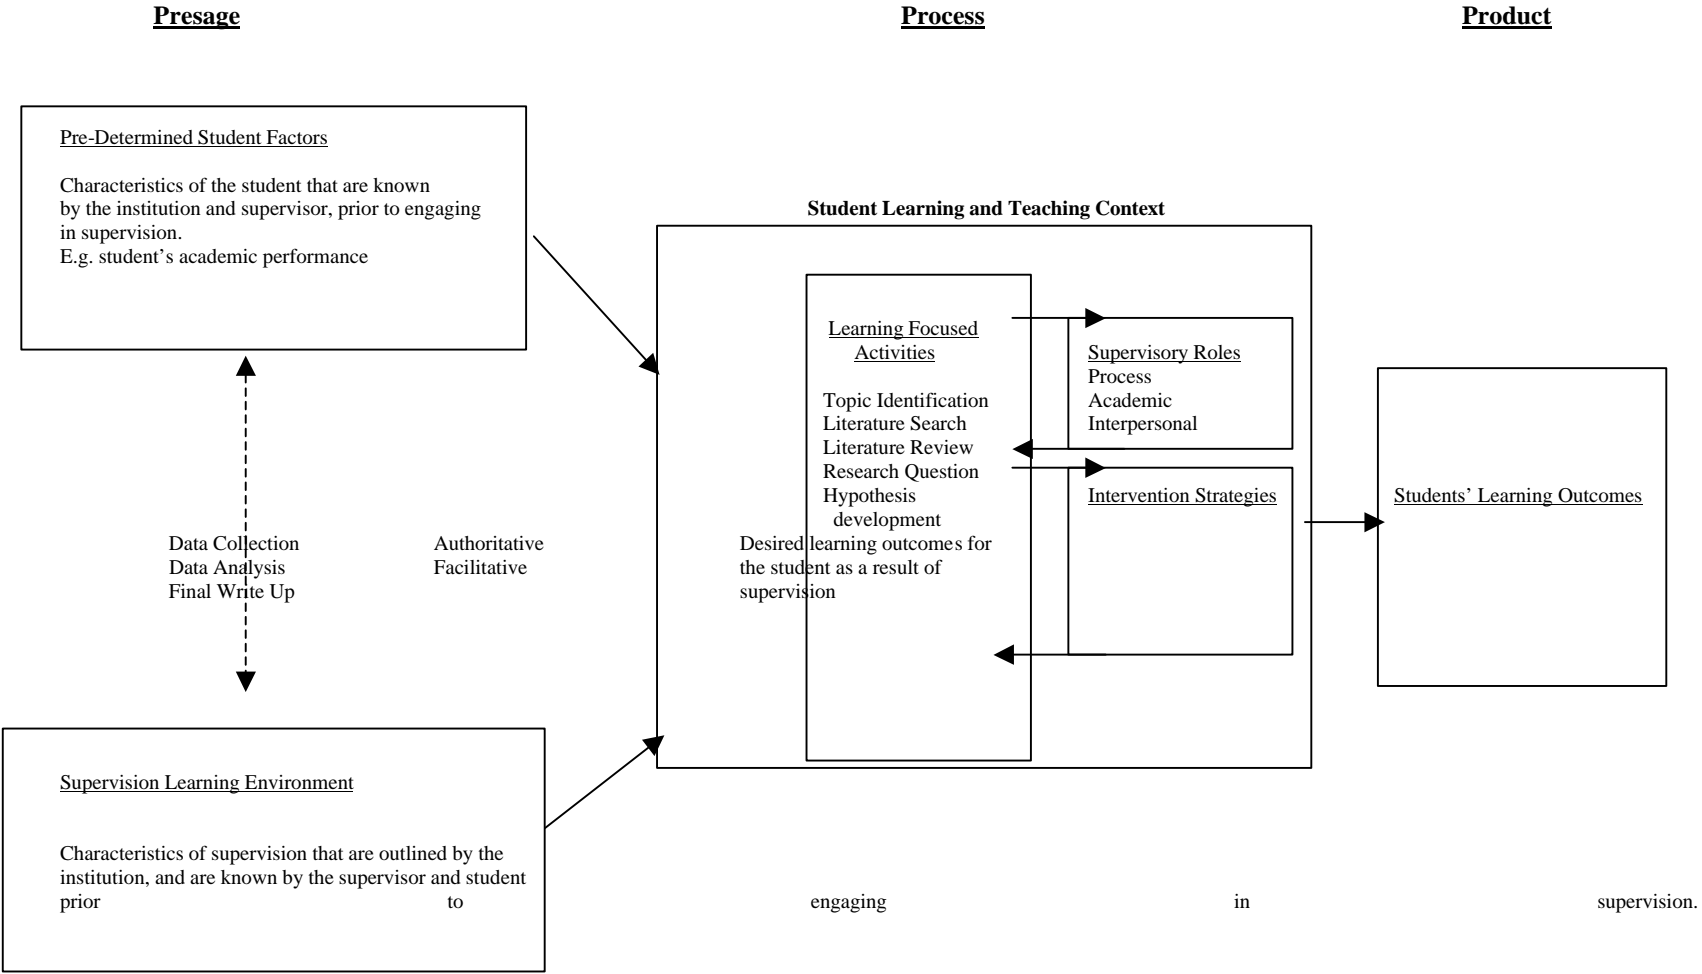 Presage Process Product
Pre-Determined Student Factors
Characteristics of the student that are known
by the institution and supervisor, prior to engaging
in supervision.
E.g. student’s academic performance
Student Learning and Teaching Context
Learning Focused
Activities
Topic Identification
Literature Search
Literature Review
Research Question
Hypothesis
development
Supervisory Roles
Process
Academic
Interpersonal
Intervention Strategies
Students’ Learning Outcomes
Data Collection Authoritative Desired learning outcomes for
Data Analysis Facilitative the student as a result of
Final Write Up supervision
Supervision Learning Environment
Characteristics of supervision that are outlined by the
institution, and are known by the supervisor and student
prior to engaging in supervision.